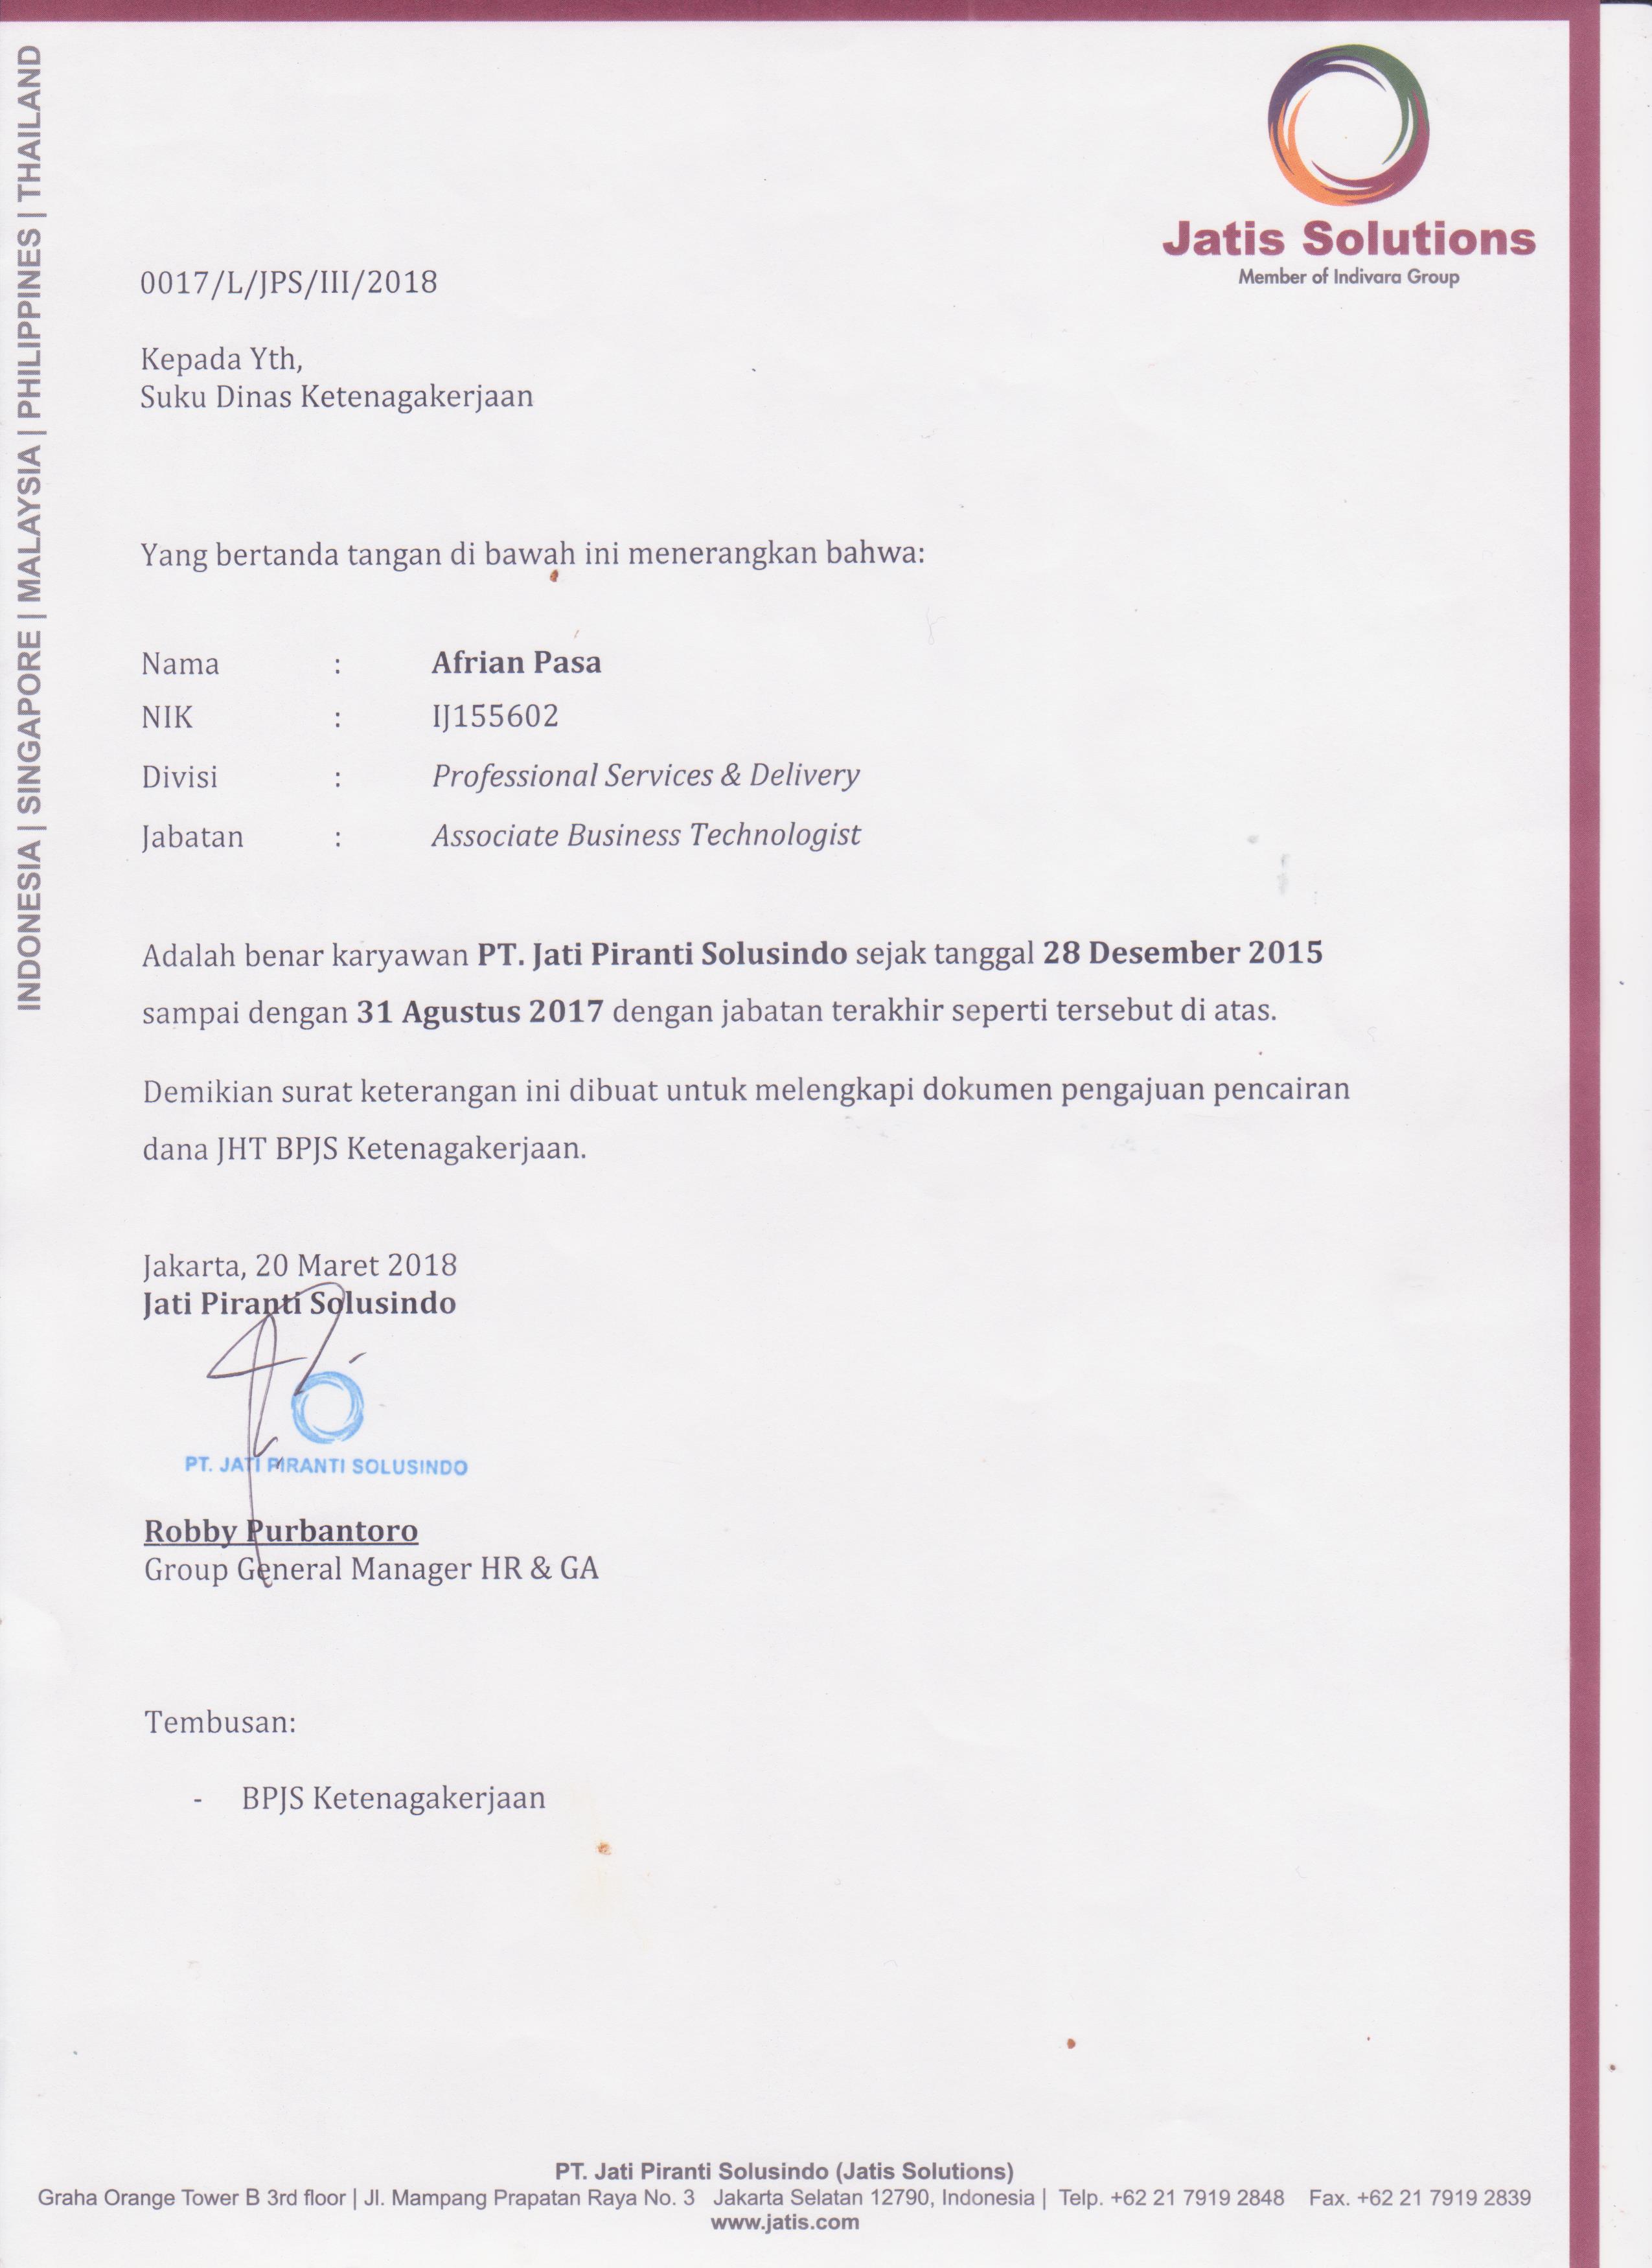 INDONESIA | SINGAPORE | MALAYSIA | PHILIPPINES | THAILAND
Jatis Solutions
Member of Indivara Group
0017/L/JPS/III/2018
Kepada Yth,
Suku Dinas Ketenagakerjaan
Yang bertanda tangan di bawah ini menerangkan bahwa:
Nama : Afrian Pasa
NIK : IJ155602
Divisi : Professional Services & Delivery
Jabatan : Associate Business Technologist
Adalah benar karyawan PT. Jati Piranti Solusindo sejak tanggal 28 Desember 2015
sampai dengan 31 Agustus 2017 dengan jabatan terakhir seperti tersebut di atas.
Demikian surat keterangan ini dibuat untuk melengkapi dokumen pengajuan pencairan
dana JHT BPJS Ketenagakerjaan.
Jakarta, 20 Maret 2018
Jati Piranti Solusindo
PT. JATI PIRANTI SOLUSINDO
Robby Purbantoro
Group General Manager HR & GA
Tembusan:
- BPJS Ketenagakerjaan
PT. Jati Piranti Solusindo (Jatis Solutions)
Graha Orange Tower B 3rd floor | Jl. Mampang Prapatan Raya No. 3 Jakarta Selatan 12790, Indonesia | Telp. +62 21 7919 2848 Fax. +62 21 7919 2839
www.jatis.com